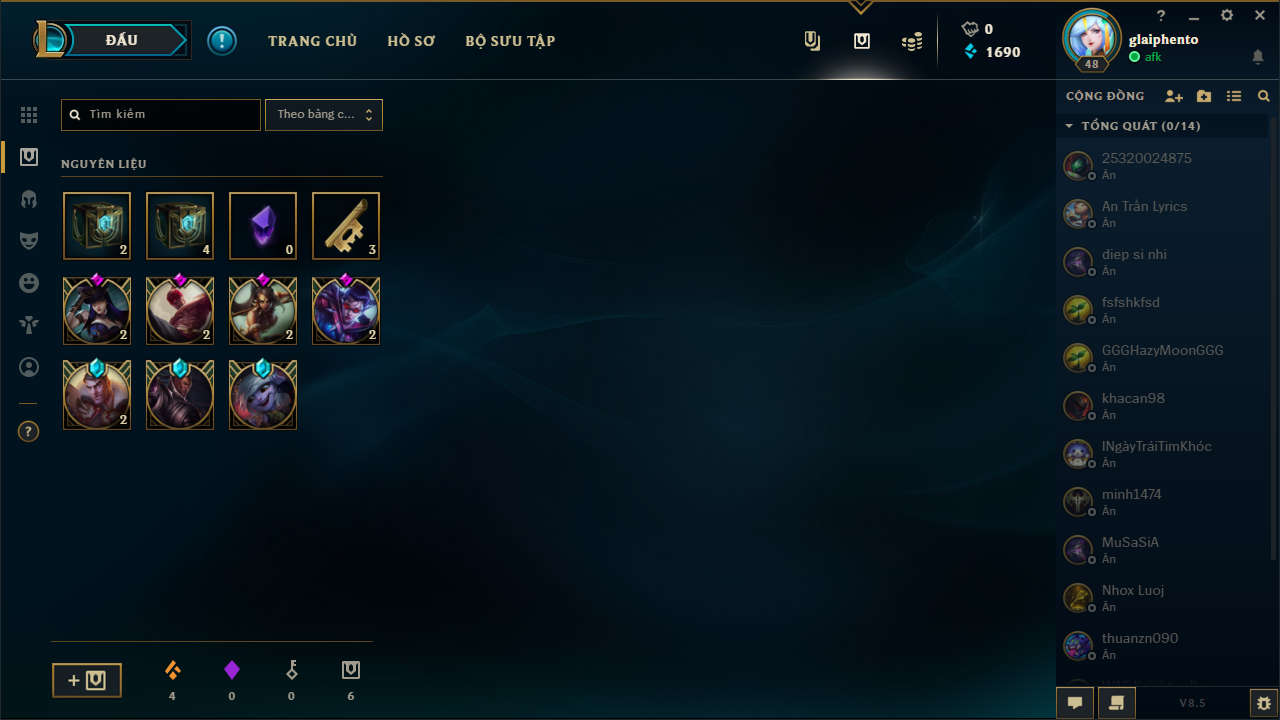 ĐẤU
TRANG CHỦ
HỒ SƠ
BỘ SƯU TẬP
0
1690
48
?
glaiphento
afk
Tìm kiếm
Theo bảng c...
NGUYÊN LIỆU
2
4
0
3
2
2
2
2
2
?
4
0
0
6
CỘNG ĐỒNG
TỔNG QUÁT (0/14)
25320024875
Ẩn
An Trần Lyrics
Ẩn
diep si nhi
Ẩn
fsfshkfsd
Ẩn
GGGHazyMoonGGG
Ẩn
khacan98
Ẩn
INgàyTráiTimKhóc
Ẩn
minh1474
Ẩn
MuSaSiA
Ẩn
Nhox Luoj
Ẩn
thuanzn090
Ẩn
V8.5